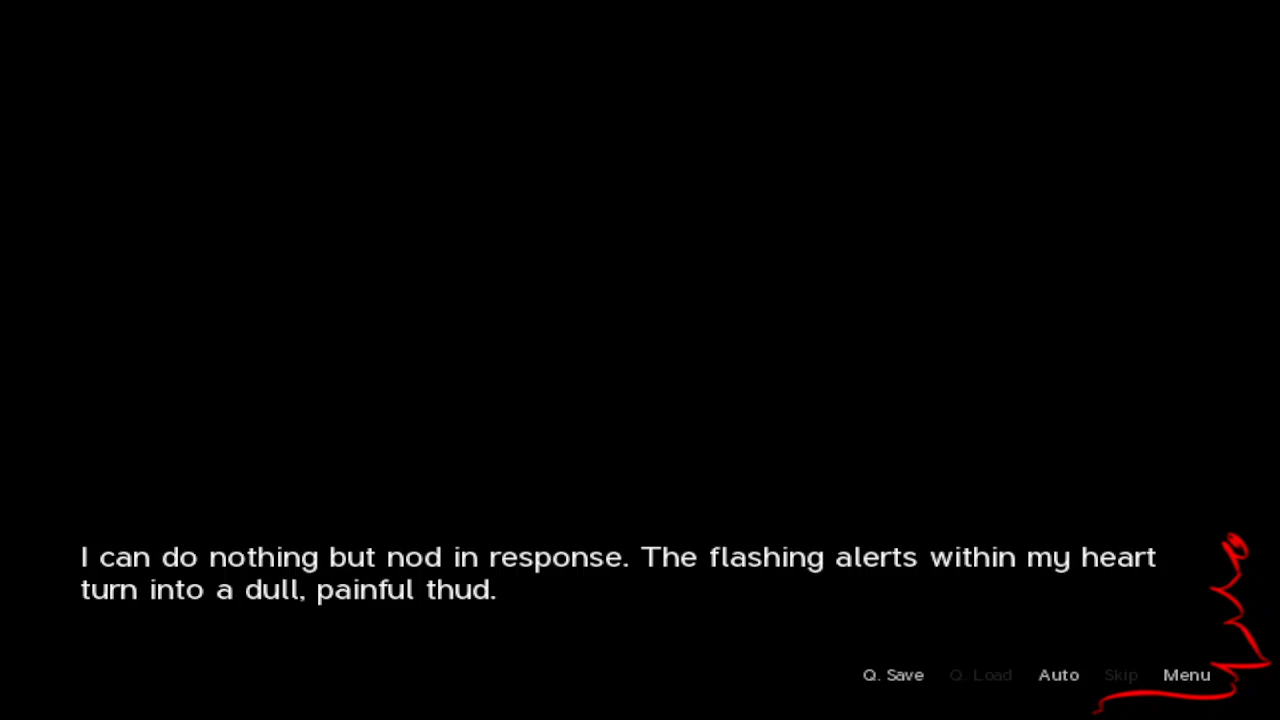 I can do nothing but nod in response. The flashing alerts within my heart
turn into a dull, painful thud.
Q. Save Q. Load Auto Skip Menu